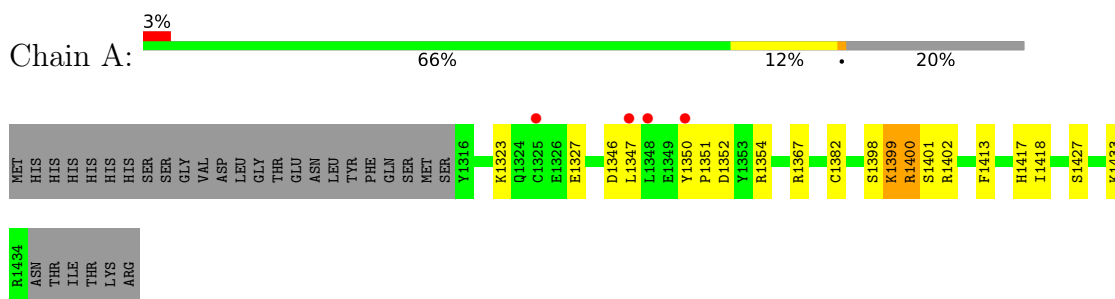 3%
Chain A:
66% 12% • 20%
MET HIS HIS HIS HIS HIS HIS SER SER GLY VAL ASP LEU GLY THR GLU ASN LEU TYR PHE GLN SER MET SER Y1316 K1323 Q1324 C1325 E1326 E1327 D1346 L1347 L1348 E1349 Y1350 P1351 D1352 Y1353 R1354 R1367 C1382 S1398 K1399 R1400 S1401 R1402 F1413 H1417 I1418 S1427 K1433
R1434 ASN THR ILE THR LYS ARG